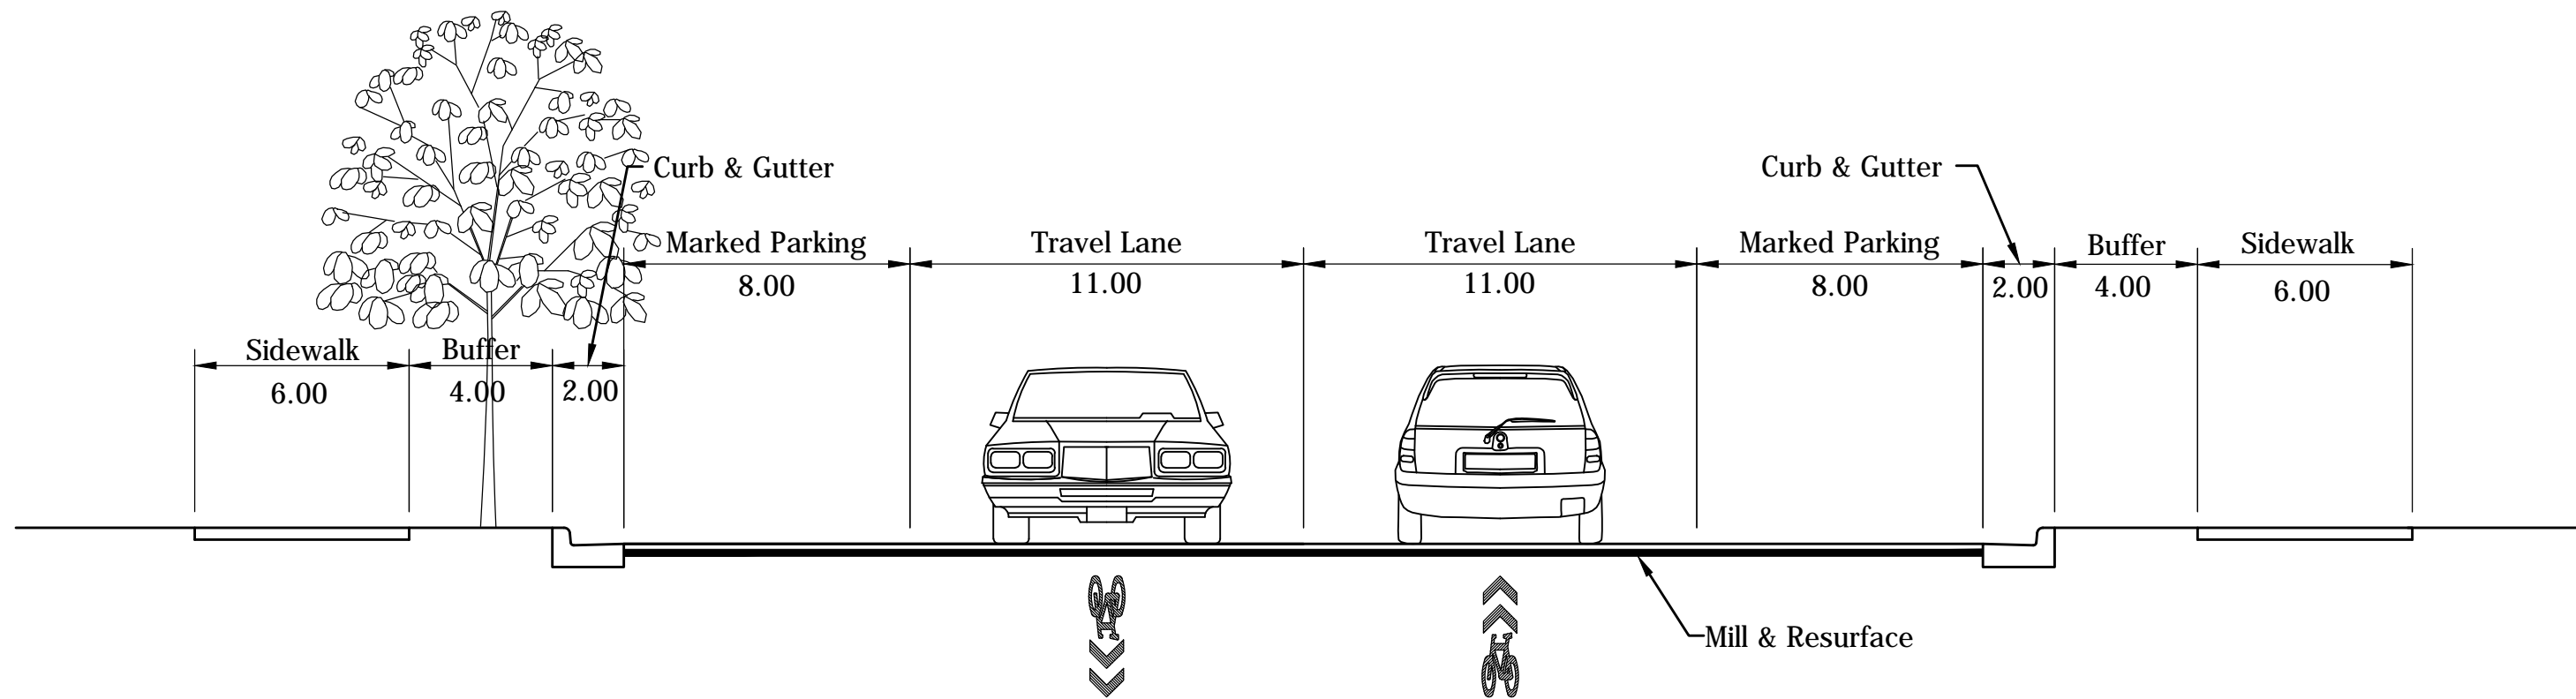 Curb & Gutter
Curb & Gutter
Marked Parking
Travel Lane
Travel Lane
Marked Parking
Buffer
Sidewalk
8.00
11.00
11.00
8.00
2.00
4.00
6.00
Sidewalk
Buffer
6.00
4.00
2.00
Mill & Resurface